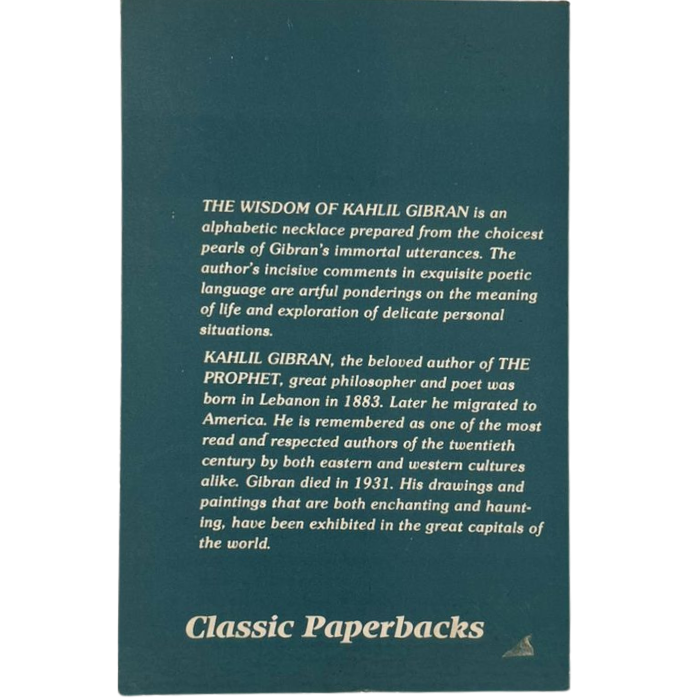 THE WISDOM OF KAHLIL GIBRAN is an
alphabetic necklace prepared from the choicest
pearls of Gibran's immortal utterances. The
author's incisive comments in exquisite poetic
language are artful ponderings on the meaning
of life and exploration of delicate personal
situations.
KAHLIL GIBRAN, the beloved author of THE
PROPHET, great philosopher and poet was
born in Lebanon in 1883. Later he migrated to
America. He is remembered as one of the most
read and respected authors of the twentieth
century by both eastern and western cultures
alike. Gibran died in 1931. His drawings and
paintings that are both enchanting and haunt-
ing, have been exhibited in the great capitals of
the world.
Classic Paperbacks